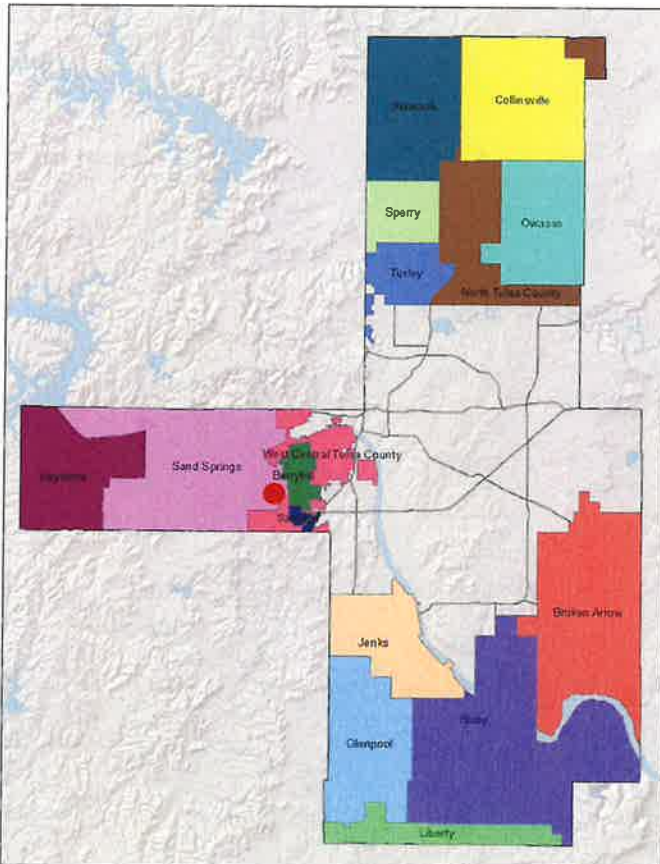 Collinsville
Sperry
Owasso
Turley
North Tulsa County
West Central Tulsa County
Sand Springs
Berryhill
Keystone
Broken Arrow
Jenks
Bixby
Glenpool
Liberty